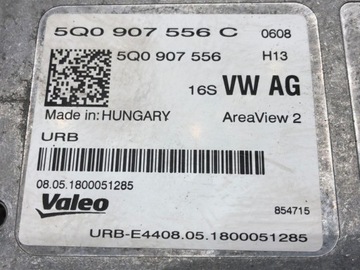 5Q0 907 556 C 0608
5Q0 907 556 H13
16S VW AG
Made in: HUNGARY AreaView 2
URB
08.05.1800051285
Valeo 854715
URB-E4408.05.1800051285